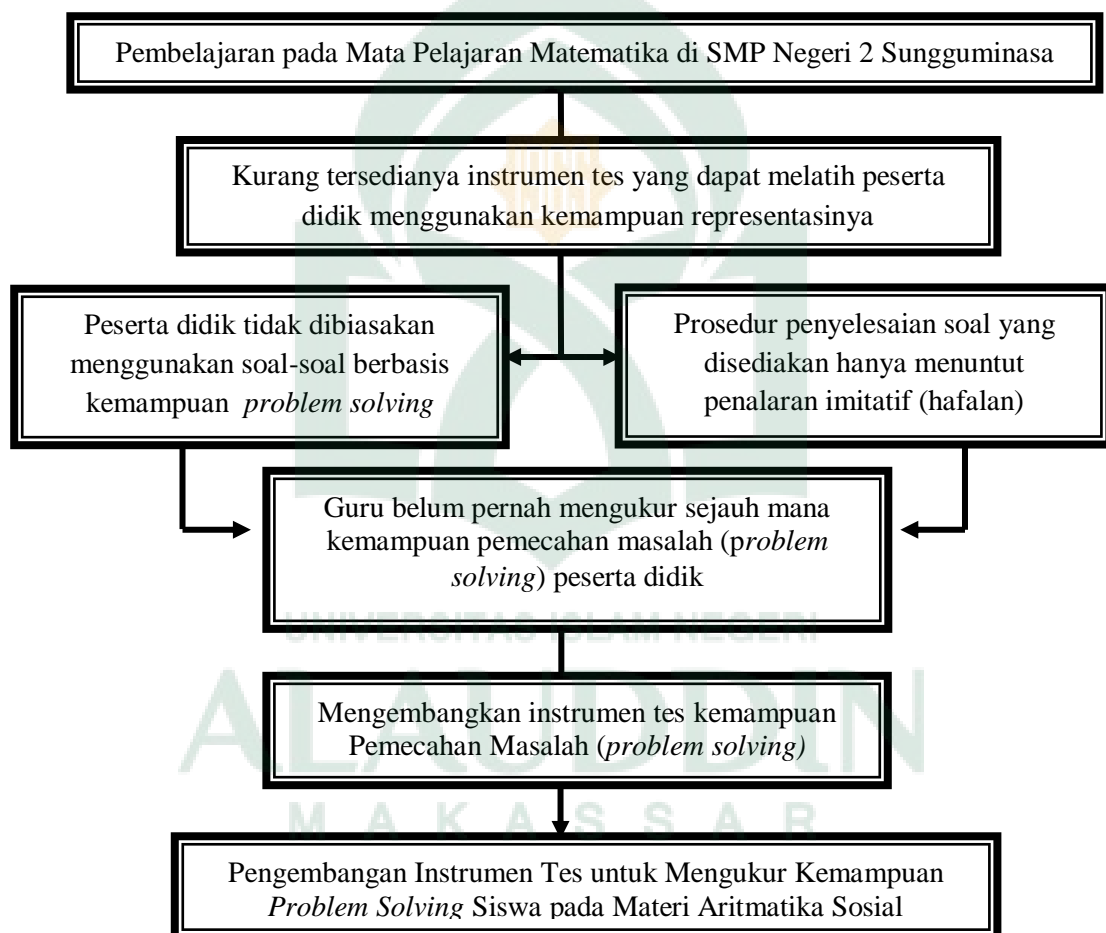 Pembelajaran pada Mata Pelajaran Matematika di SMP Negeri 2 Sungguminasa
Kurang tersedianya instrumen tes yang dapat melatih peserta
didik menggunakan kemampuan representasinya
Peserta didik tidak dibiasakan
menggunakan soal-soal berbasis
kemampuan problem solving
Prosedur penyelesaian soal yang
disediakan hanya menuntut
penalaran imitatif (hafalan)
Guru belum pernah mengukur sejauh mana
kemampuan pemecahan masalah (problem
solving) peserta didik
UNIVERSITAS ISLAM NEGERI
ALAUDDIN
Mengembangkan instrumen tes kemampuan
Pemecahan Masalah (problem solving)
MAKASSAR
Pengembangan Instrumen Tes untuk Mengukur Kemampuan
Problem Solving Siswa pada Materi Aritmatika Sosial